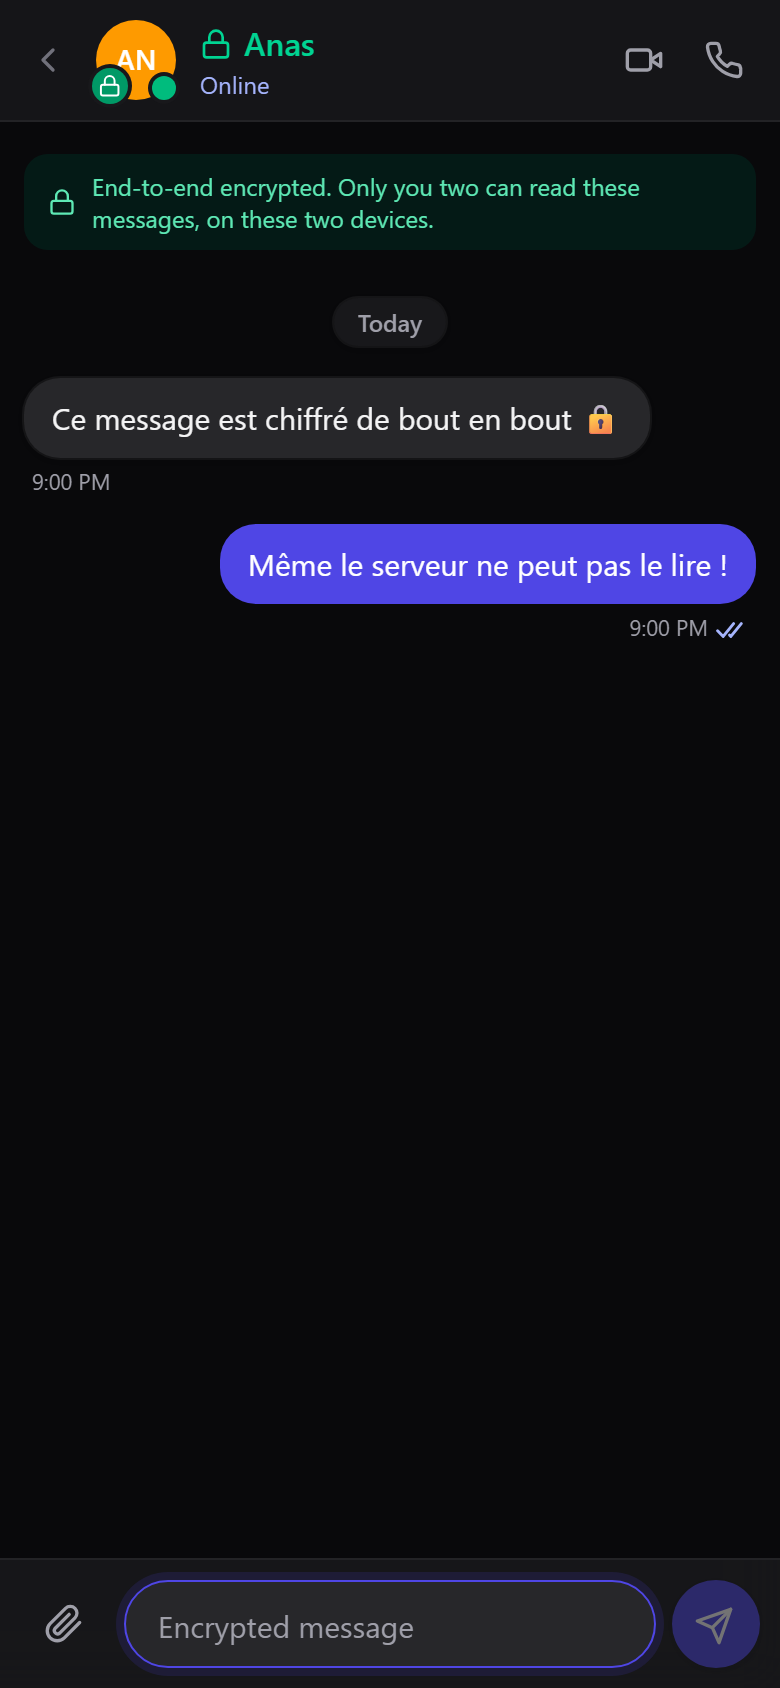 AN
Anas
Online
End-to-end encrypted. Only you two can read these
messages, on these two devices.
Today
Ce message est chiffré de bout en bout 🔒
9:00 PM
Même le serveur ne peut pas le lire !
9:00 PM
Encrypted message